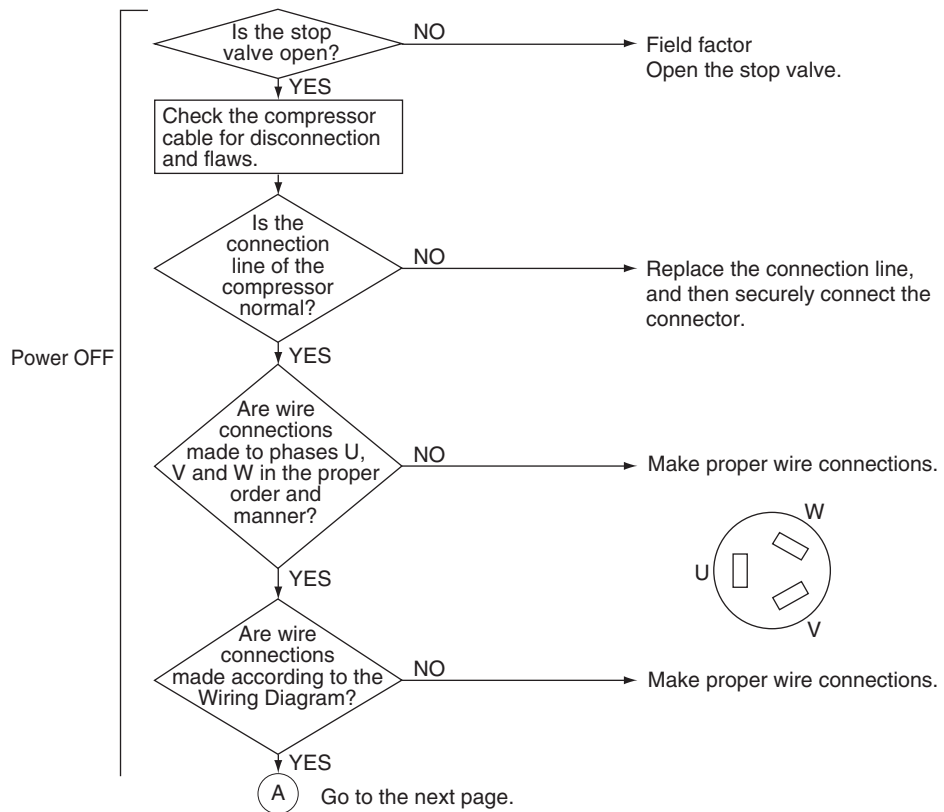 Is the stop
valve open?
NO
Field factor
Open the stop valve.
YES
Check the compressor
cable for disconnection
and flaws.
Is the
connection
line of the
compressor
normal?
NO
Replace the connection line,
and then securely connect the
connector.
YES
Power OFF
Are wire
connections
made to phases U,
V and W in the proper
order and
manner?
NO
Make proper wire connections.
W
U
V
YES
Are wire
connections
made according to the
Wiring Diagram?
NO
Make proper wire connections.
YES
A
Go to the next page.